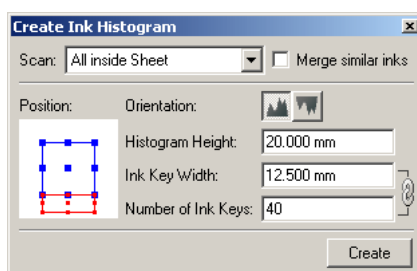 Create Ink Histogram
Scan: All inside Sheet Merge similar inks
Position: Orientation:
Histogram Height: 20.000 mm
Ink Key Width: 12.500 mm
Number of Ink Keys: 40
Create